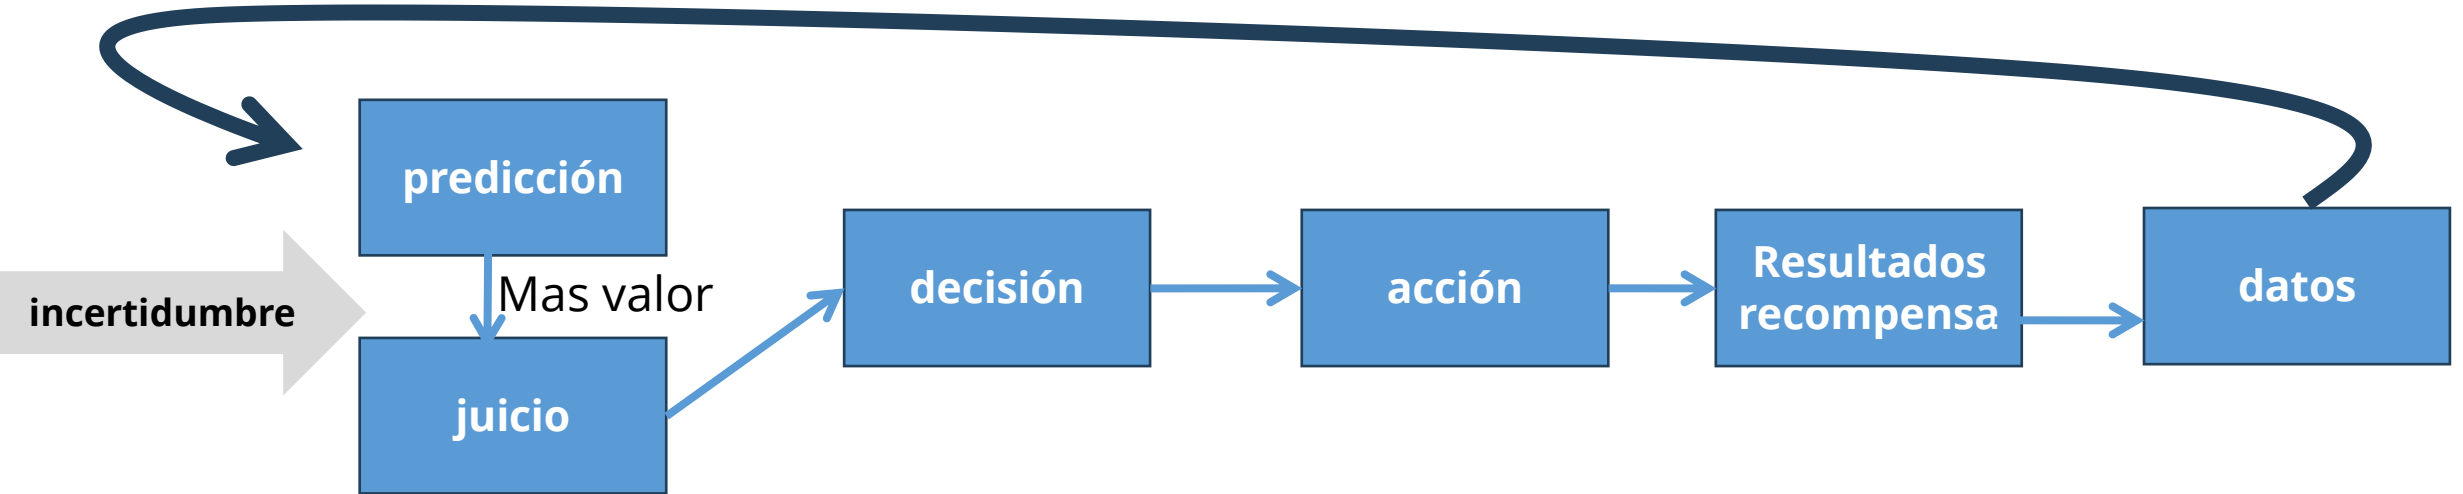 predicción
incertidumbre
Mas valor
juicio
decisión
acción
Resultados
recompensa
datos